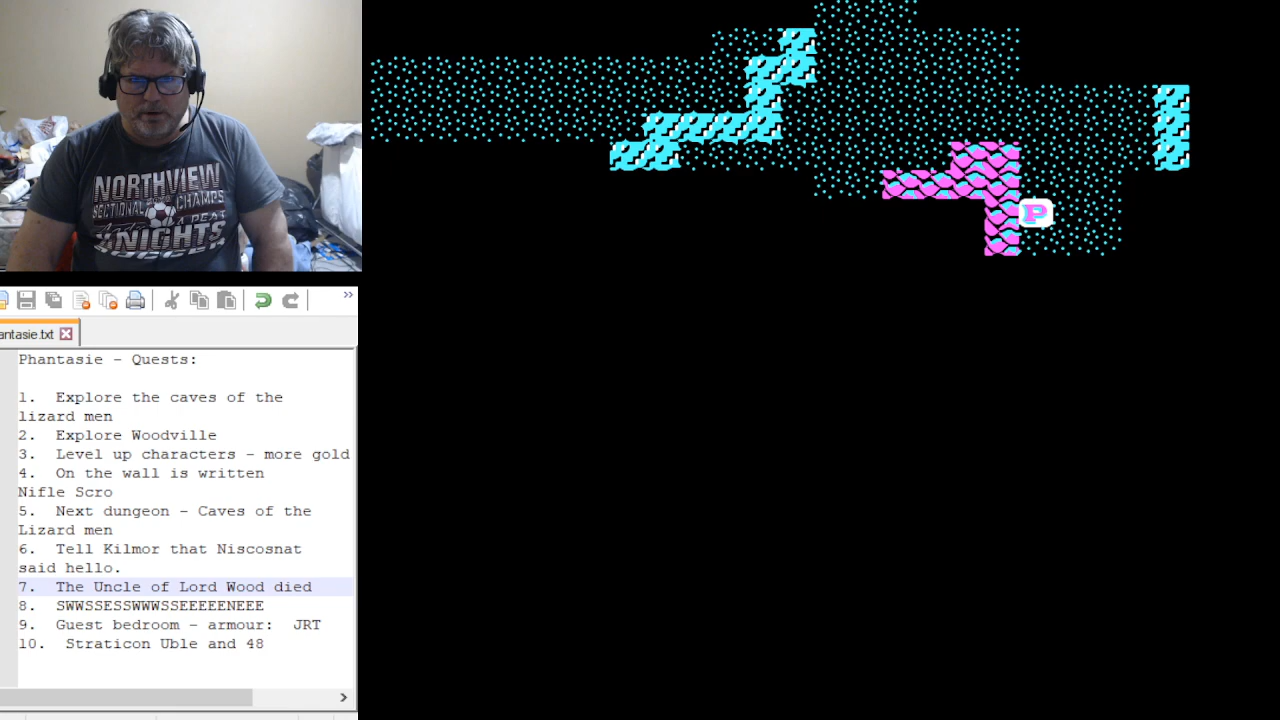 NORTHVIEW
SECTIONAL CHAMPS
KNIGHTS
SOCCER
P
»
antasie.txt
Phantasie - Quests:
1. Explore the caves of the
lizard men
2. Explore Woodville
3. Level up characters - more gold
4. On the wall is written
Nifle Scro
5. Next dungeon - Caves of the
Lizard men
6. Tell Kilmor that Niscosnat
said hello.
7. The Uncle of Lord Wood died
8. SWWSSESSWWWSSEEEEENEEE
9. Guest bedroom - armour: JRT
10. Straticon Uble and 48